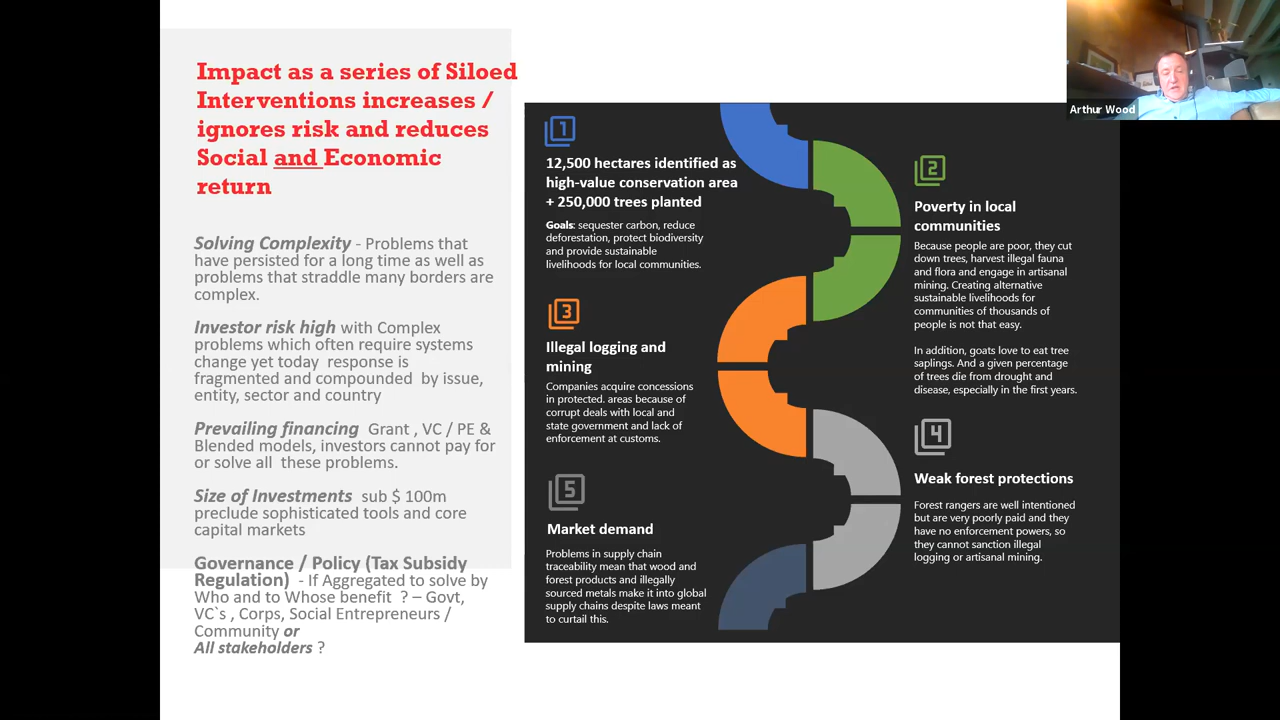 Impact as a series of Siloed
Interventions increases /
ignores risk and reduces
Social and Economic
return
Solving Complexity - Problems that
have persisted for a long time as well as
problems that straddle many borders are
complex.
Investor risk high with Complex
problems which often require systems
change yet today response is
fragmented and compounded by issue,
entity, sector and country
Prevailing financing Grant , VC / PE &
Blended models, investors cannot pay for
or solve all these problems.
Size of Investments sub $ 100m
preclude sophisticated tools and core
capital markets
Governance / Policy (Tax Subsidy
Regulation) - If Aggregated to solve by
Who and to Whose benefit ? – Govt,
VC`s , Corps, Social Entrepreneurs /
Community or
All stakeholders ?
1
12,500 hectares identified as
high-value conservation area
+ 250,000 trees planted
Goals: sequester carbon, reduce
deforestation, protect biodiversity
and provide sustainable
livelihoods for local communities.
2
Poverty in local
communities
Because people are poor, they cut
down trees, harvest illegal fauna
and flora and engage in artisanal
mining. Creating alternative
sustainable livelihoods for
communities of thousands of
people is not that easy.
In addition, goats love to eat tree
saplings. And a given percentage
of trees die from drought and
disease, especially in the first years.
3
Illegal logging and
mining
Companies acquire concessions
in protected. areas because of
corrupt deals with local and
state government and lack of
enforcement at customs.
4
Weak forest protections
Forest rangers are well intentioned
but are very poorly paid and they
have no enforcement powers, so
they cannot sanction illegal
logging or artisanal mining.
5
Market demand
Problems in supply chain
traceability mean that wood and
forest products and illegally
sourced metals make it into global
supply chains despite laws meant
to curtail this.
Arthur Wood